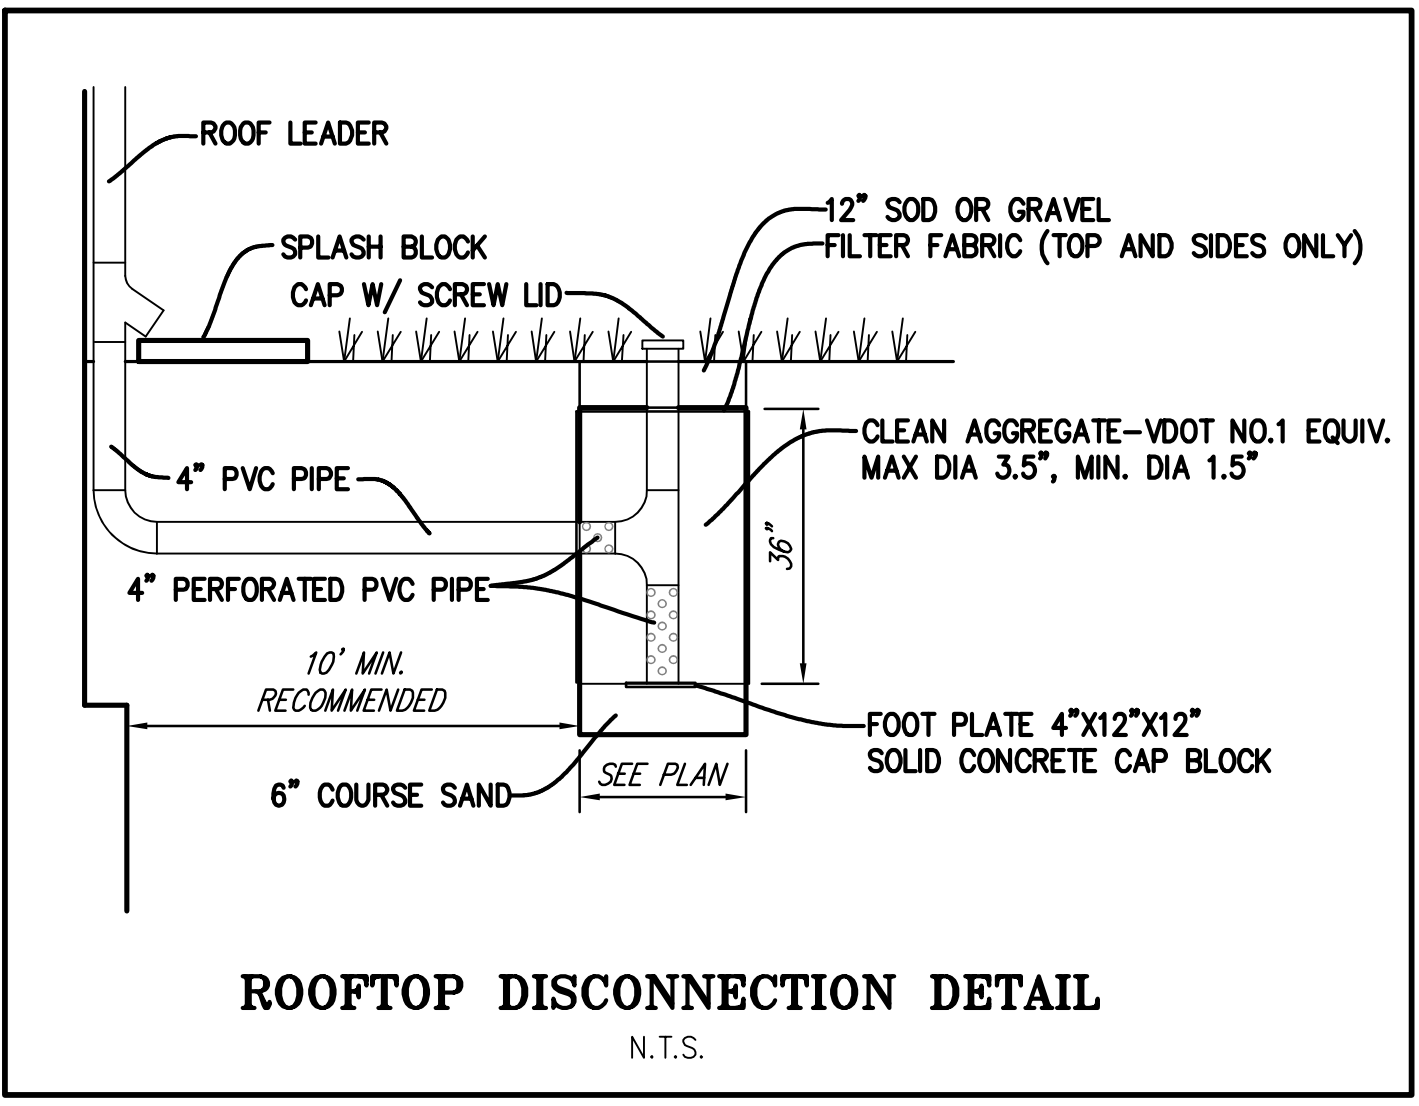 ROOF LEADER
12" SOD OR GRAVEL
SPLASH BLOCK
FILTER FABRIC (TOP AND SIDES ONLY)
CAP W/ SCREW LID
CLEAN AGGREGATE-VDOT NO.1 EQUIV.
MAX DIA 3.5", MIN. DIA 1.5"
4" PVC PIPE
36"
4" PERFORATED PVC PIPE
10' MIN.
RECOMMENDED
FOOT PLATE 4"X12"X12"
SOLID CONCRETE CAP BLOCK
SEE PLAN
6" COURSE SAND
ROOFTOP DISCONNECTION DETAIL
N.T.S.